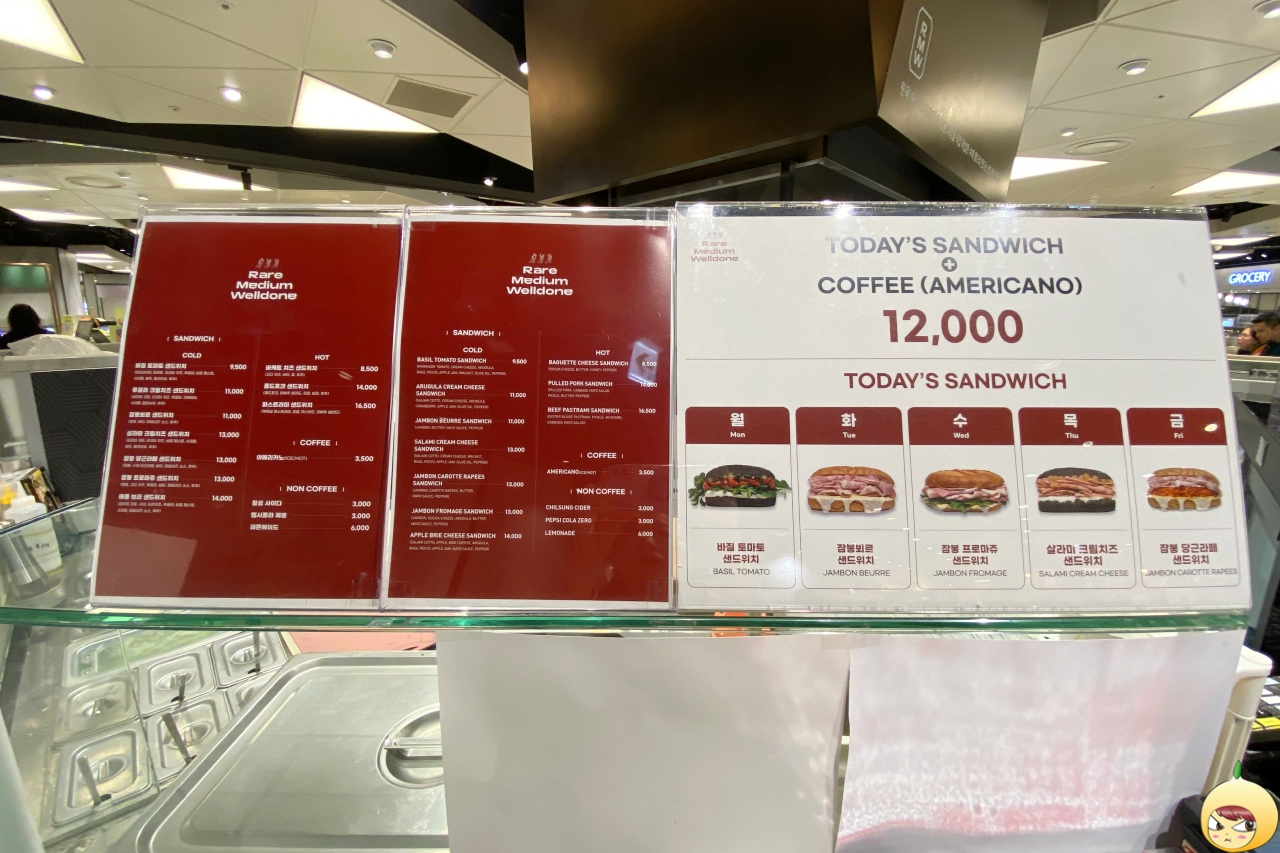 RMW
GROCERY
Rare
Medium
Welldone
SANDWICH
COLD
바질 토마토 샌드위치 9,500
루꼴라 크림치즈 샌드위치 11,000
잠봉뵈르 샌드위치 11,000
살라미 크림치즈 샌드위치 13,000
잠봉 당근라페 샌드위치 13,000
잠봉 프로마쥬 샌드위치 13,000
애플 브리 샌드위치 14,000
HOT
바게트 치즈 샌드위치 8,500
풀드포크 샌드위치 14,000
파스트라미 샌드위치 16,500
COFFEE
아메리카노(ICE/HOT) 3,500
NON COFFEE
칠성 사이다 3,000
펩시콜라 제로 3,000
레몬에이드 6,000
Rare
Medium
Welldone
SANDWICH
COLD
BASIL TOMATO SANDWICH 9,500
ARUGULA CREAM CHEESE
SANDWICH 11,000
JAMBON BEURRE SANDWICH 11,000
SALAMI CREAM CHEESE
SANDWICH 13,000
JAMBON CAROTTE RAPEES
SANDWICH 13,000
JAMBON FROMAGE SANDWICH 13,000
APPLE BRIE CHEESE SANDWICH 14,000
HOT
BAGUETTE CHEESE SANDWICH 8,500
PULLED PORK SANDWICH 14,000
BEEF PASTRAMI SANDWICH 16,500
COFFEE
AMERICANO(ICE/HOT) 3,500
NON COFFEE
CHILSUNG CIDER 3,000
PEPSI COLA ZERO 3,000
LEMONADE 6,000
Rare
Medium
Welldone
TODAY'S SANDWICH
+
COFFEE (AMERICANO)
12,000
TODAY'S SANDWICH
월 화 수 목 금
Mon Tue Wed Thu Fri
바질 토마토
샌드위치
BASIL TOMATO
잠봉뵈르
샌드위치
JAMBON BEURRE
잠봉 프로마쥬
샌드위치
JAMBON FROMAGE
살라미 크림치즈
샌드위치
SALAMI CREAM CHEESE
잠봉 당근라페
샌드위치
JAMBON CAROTTE RAPEES